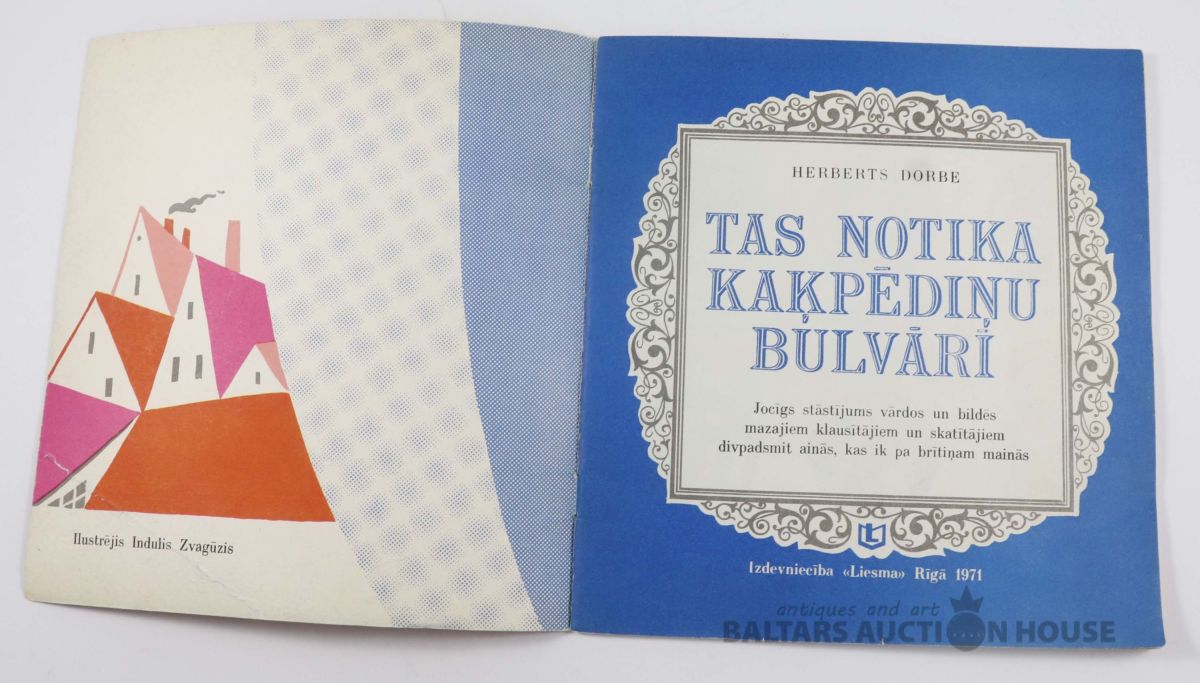 Ilustrējis Indulis Zvagūzis
HERBERTS DORBE
TAS NOTIKA
KAĶPĒDIŅU
BULVĀRĪ
Jocīgs stāstījums vārdos un bildēs
mazajiem klausītājiem un skatītājiem
divpadsmit ainās, kas ik pa brītiņam mainās
L
Izdevniecība «Liesma» Rīgā 1971
antiques and art
BALTARS AUCTION HOUSE